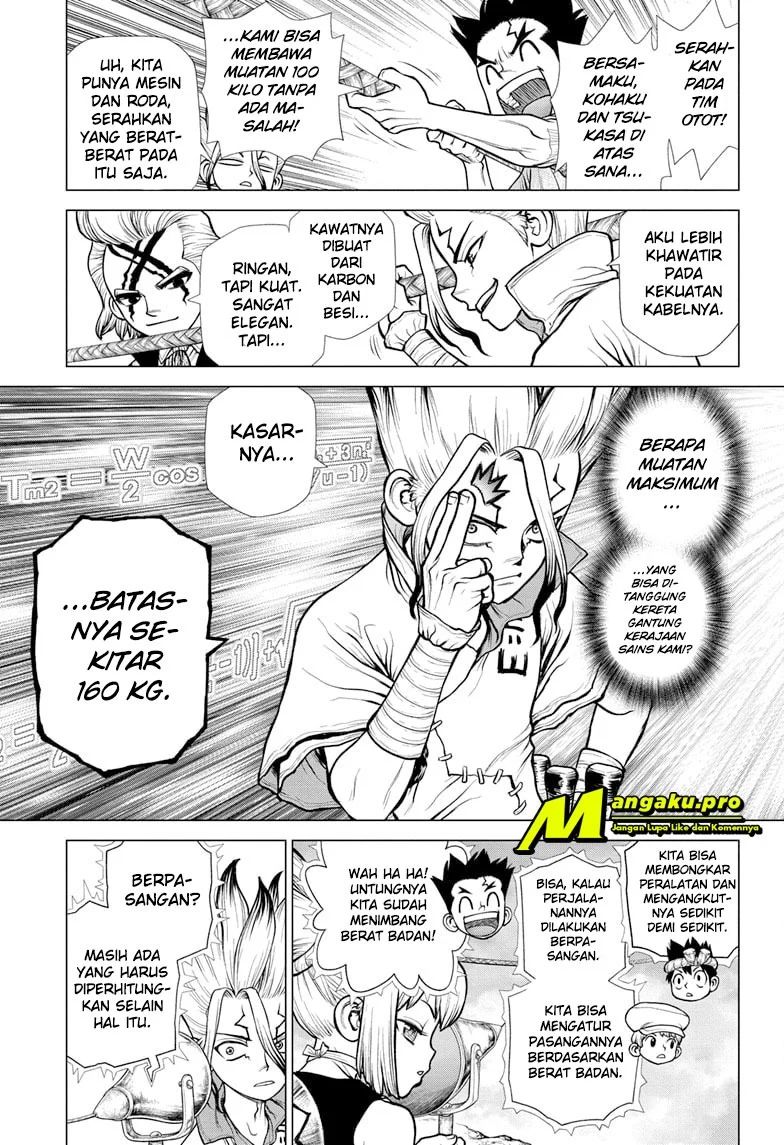 SERAH-
KAN
PADA
TIM
OTOT!
BERSA-
MAKU,
KOHAKU
DAN TSU-
KASA DI
ATAS
SANA...
...KAMI BISA
MEMBAWA
MUATAN 100
KILO TANPA
ADA MA-
SALAH!
UH, KITA
PUNYA MESIN
DAN RODA,
SERAHKAN
YANG BERAT-
BERAT PADA
ITU SAJA.
AKU LEBIH
KHAWATIR
PADA
KEKUATAN
KABELNYA.
KAWATNYA
DIBUAT
DARI
KARBON
DAN
BESI...
RINGAN,
TAPI KUAT.
SANGAT
ELEGAN.
TAPI...
BERAPA
MUATAN
MAKSIMUM
...
...YANG
BISA DI-
TANGGUNG
KERETA
GANTUNG
KERAJAAN
SAINS KAMI?
KASAR-
NYA...
Tm2 = W/2 cos
...BATAS-
NYA SE-
KITAR
160 KG.
Mangaku.pro
Jangan Lupa Like dan Komennya
KITA BISA
MEMBONGKAR
PERALATAN DAN
MENGANGKUT-
NYA SEDIKIT
DEMI SEDIKIT.
BISA, KALAU
PERJALA-
NANNYA
DILAKUKAN
BERPA-
SANGAN.
KITA BISA
MENGATUR
PASANGANNYA
BERDASARKAN
BERAT BADAN.
WAH HA HA!
UNTUNGNYA
KITA SUDAH
MENIMBANG
BERAT BADAN!
BERPA-
SANGAN?
MASIH ADA
YANG HARUS
DIPERHITUNG-
KAN SELAIN
HAL ITU.